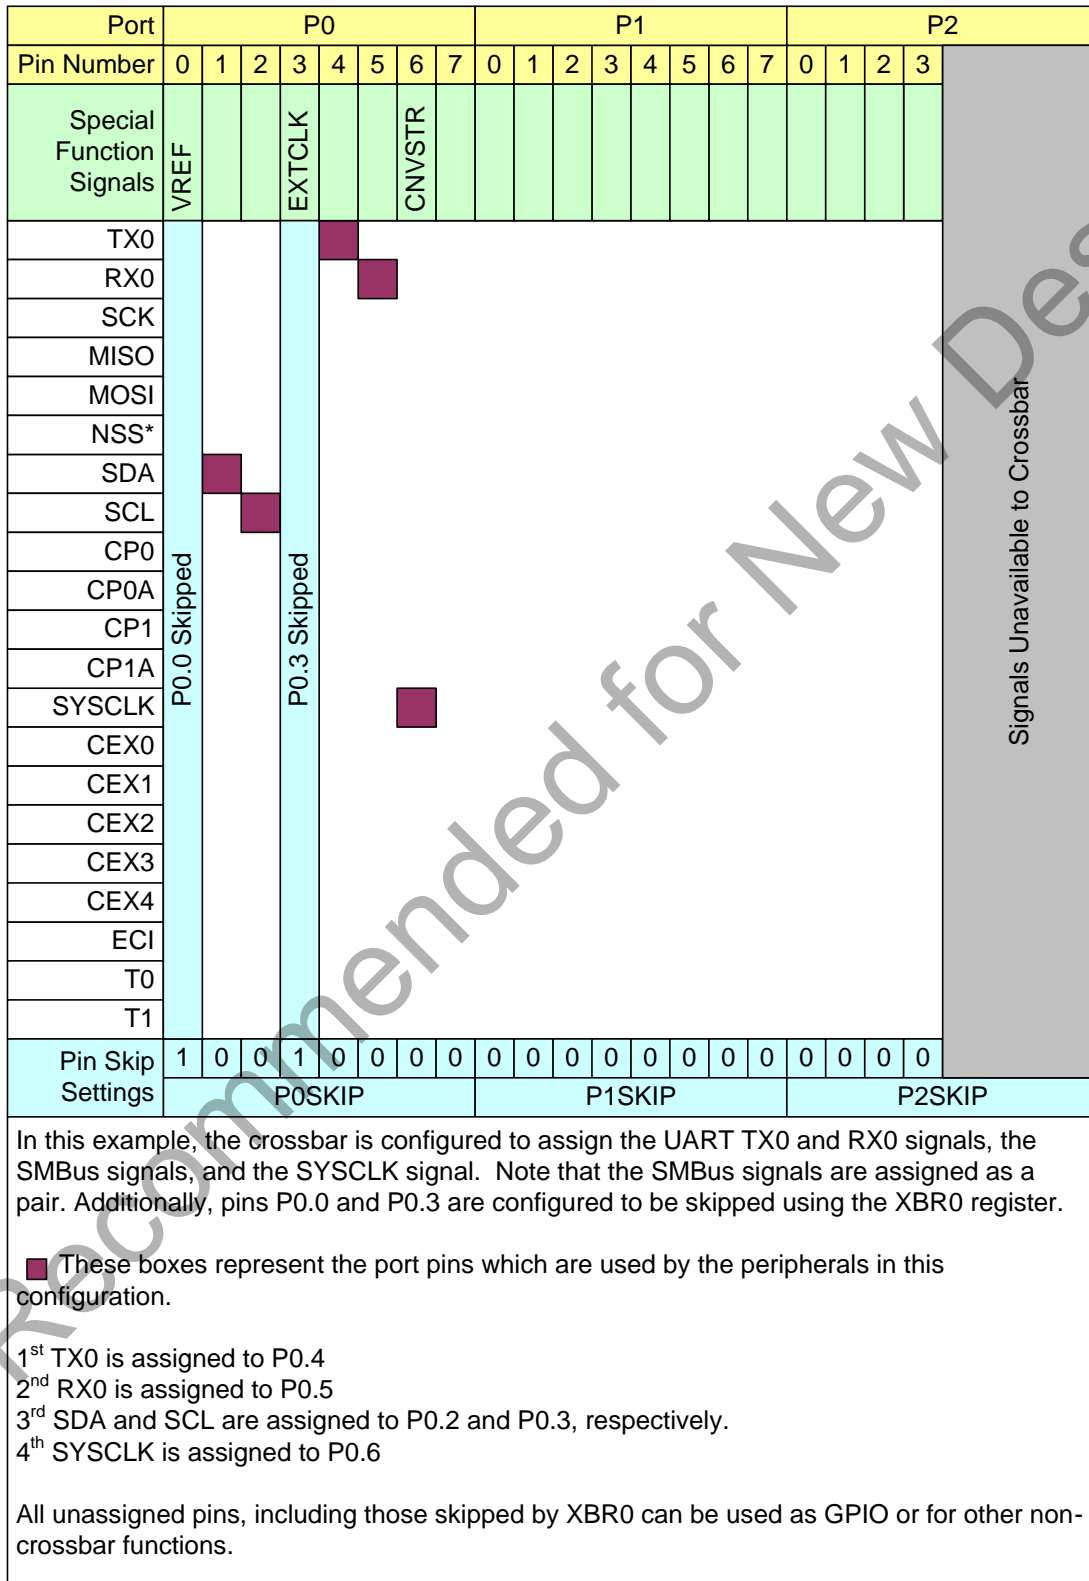 Port P0 P1 P2
Pin Number 0 1 2 3 4 5 6 7 0 1 2 3 4 5 6 7 0 1 2 3
Special
Function
Signals
VREF
EXTCLK
CNVSTR
TX0
RX0
SCK
MISO
MOSI
NSS*
SDA
SCL
CP0
CP0A
CP1
CP1A
SYSCLK
CEX0
CEX1
CEX2
CEX3
CEX4
ECI
T0
T1
P0.0 Skipped
P0.3 Skipped
Signals Unavailable to Crossbar
Pin Skip
Settings
1 0 0 1 0 0 0 0 0 0 0 0 0 0 0 0 0 0 0 0
P0SKIP P1SKIP P2SKIP
In this example, the crossbar is configured to assign the UART TX0 and RX0 signals, the
SMBus signals, and the SYSCLK signal.  Note that the SMBus signals are assigned as a
pair. Additionally, pins P0.0 and P0.3 are configured to be skipped using the XBR0 register.
These boxes represent the port pins which are used by the peripherals in this
configuration.
1st TX0 is assigned to P0.4
2nd RX0 is assigned to P0.5
3rd SDA and SCL are assigned to P0.2 and P0.3, respectively.
4th SYSCLK is assigned to P0.6
All unassigned pins, including those skipped by XBR0 can be used as GPIO or for other non-
crossbar functions.
Recommended for New Des